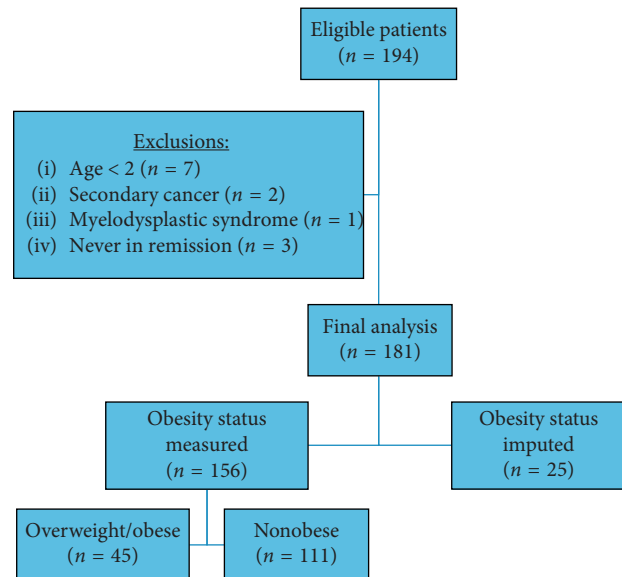 Eligible patients
(n = 194)
Exclusions:
(i) Age < 2 (n = 7)
(ii) Secondary cancer (n = 2)
(iii) Myelodysplastic syndrome (n = 1)
(iv) Never in remission (n = 3)
Final analysis
(n = 181)
Obesity status
measured
(n = 156)
Obesity status
imputed
(n = 25)
Overweight/obese
(n = 45)
Nonobese
(n = 111)